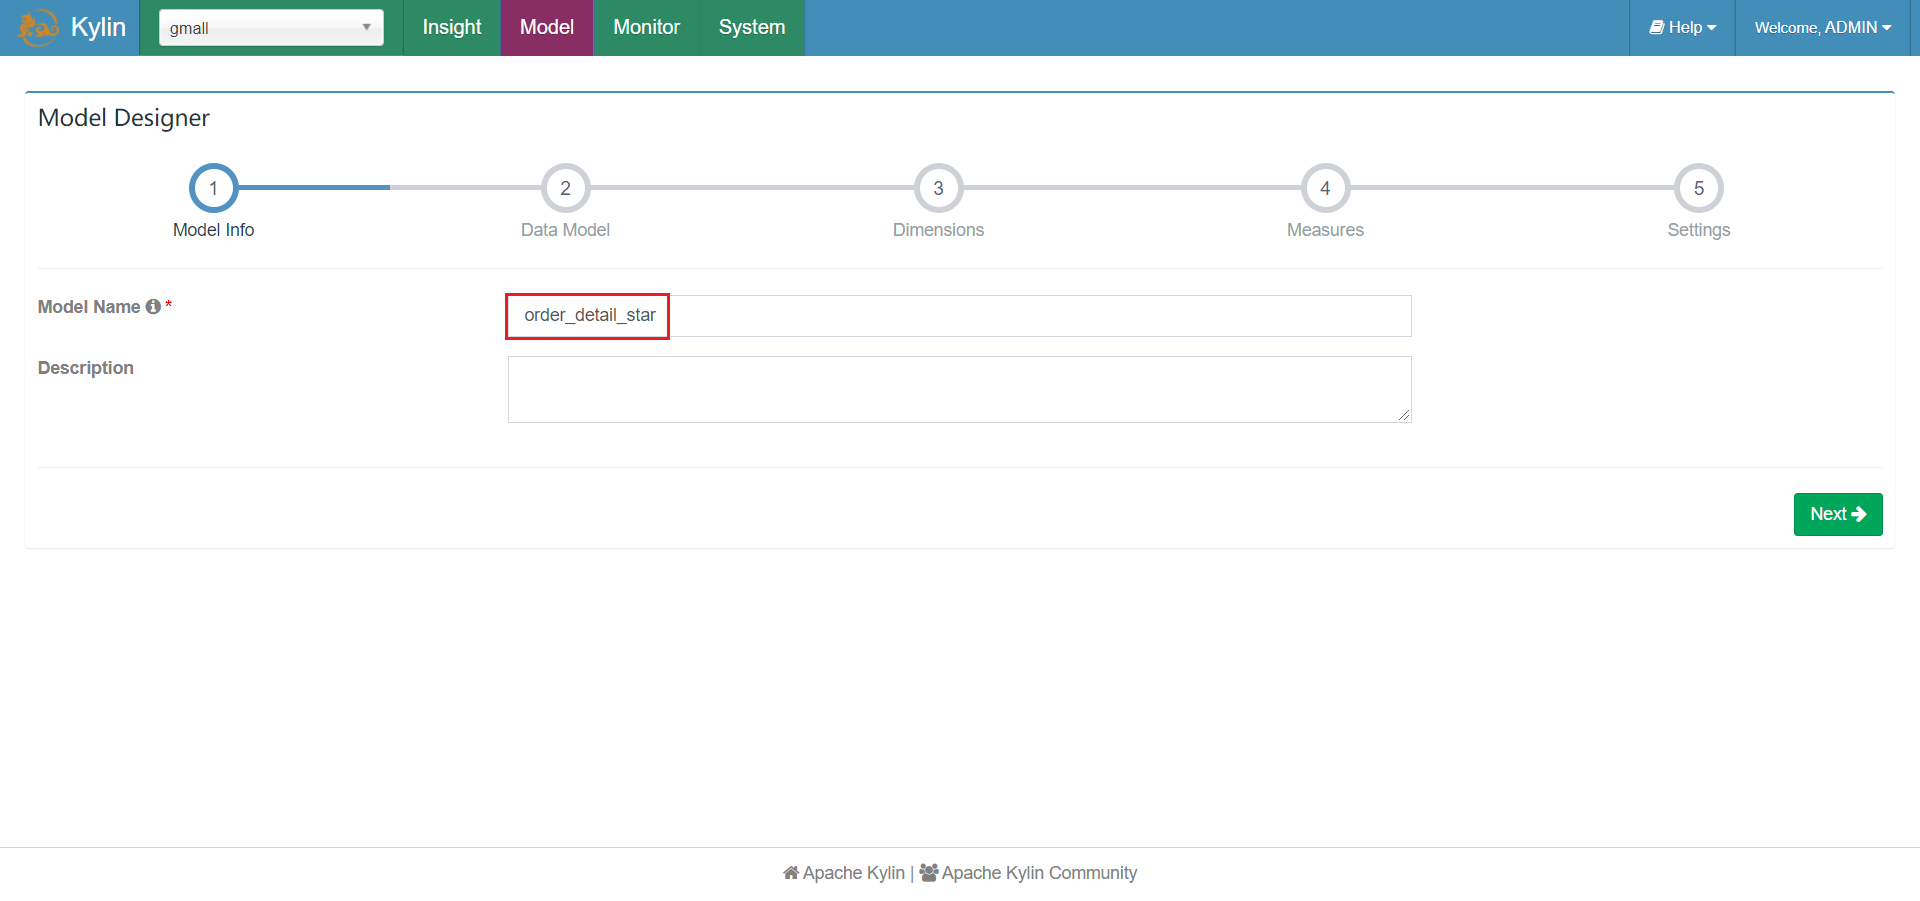 Kylin gmall Insight Model Monitor System Help Welcome, ADMIN
Model Designer
1 2 3 4 5
Model Info Data Model Dimensions Measures Settings
Model Name * order_detail_star
Description
Next
Apache Kylin | Apache Kylin Community